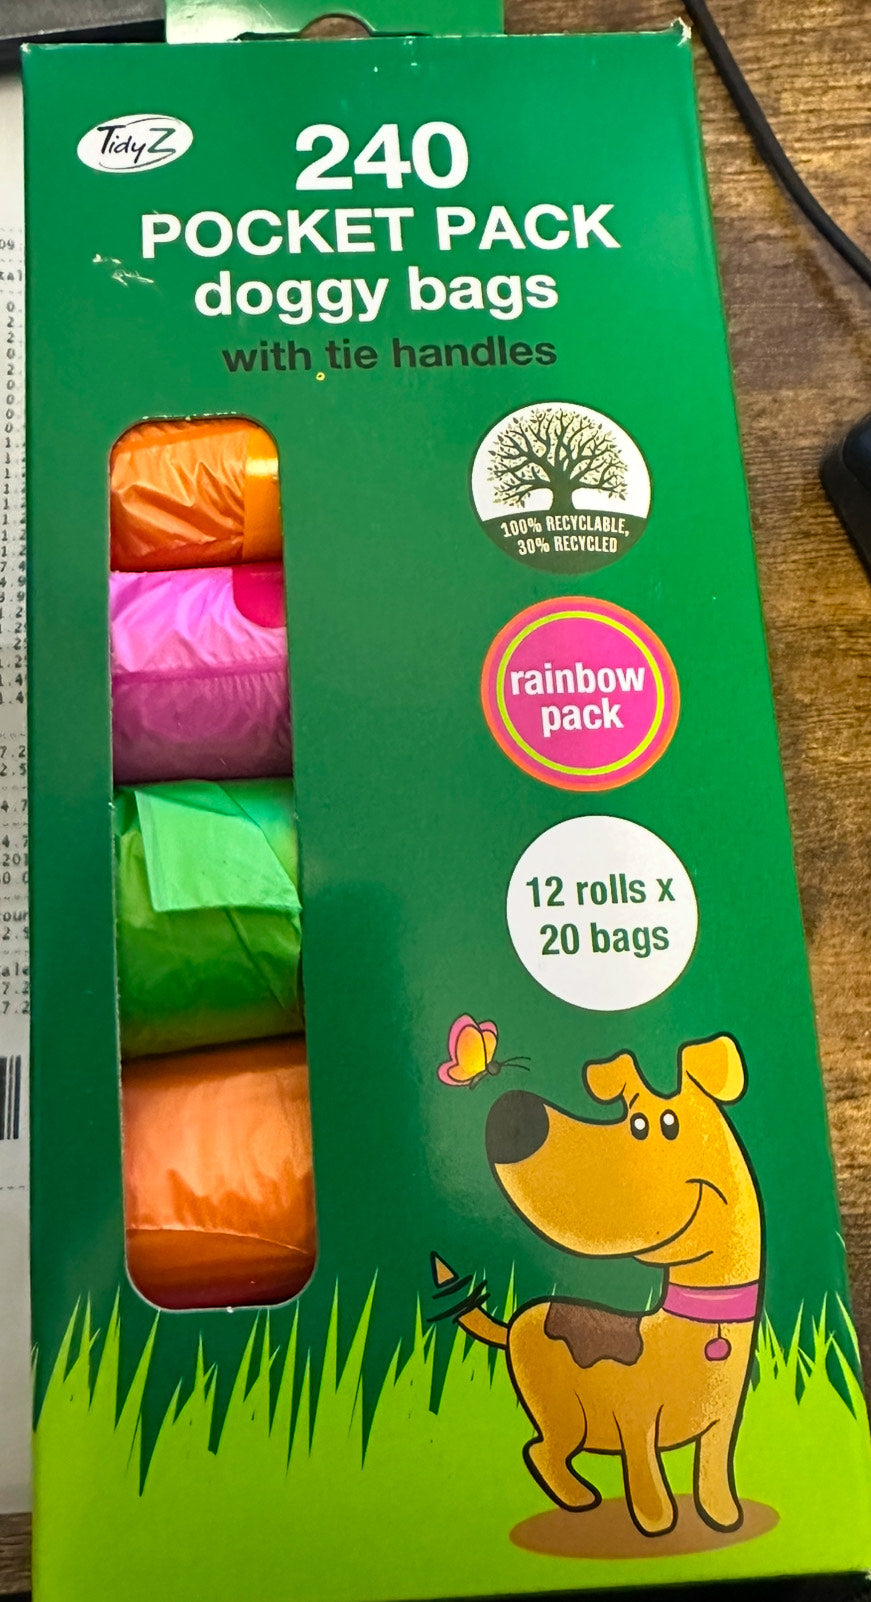 TidyZ
240
POCKET PACK
doggy bags
with tie handles
100% RECYCLABLE,
30% RECYCLED
rainbow
pack
12 rolls x
20 bags